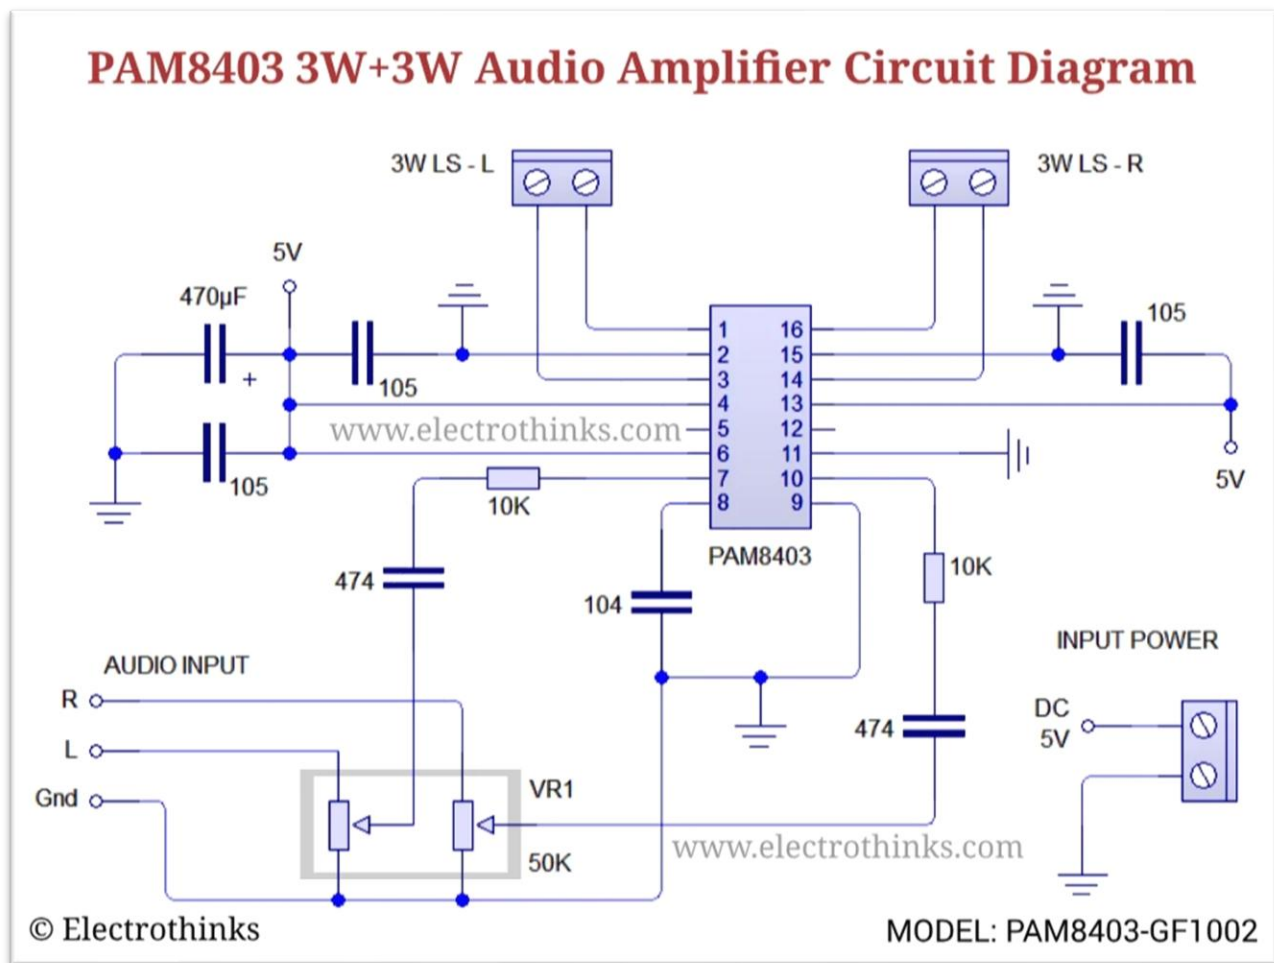 PAM8403 3W+3W Audio Amplifier Circuit Diagram
3W LS - L
3W LS - R
5V
470µF
+
105
105
105
5V
1 16
2 15
3 14
4 13
5 12
6 11
7 10
8 9
PAM8403
www.electrothinks.com
10K
474
104
10K
474
AUDIO INPUT
R
L
Gnd
VR1
50K
www.electrothinks.com
INPUT POWER
DC
5V
© Electrothinks
MODEL: PAM8403-GF1002